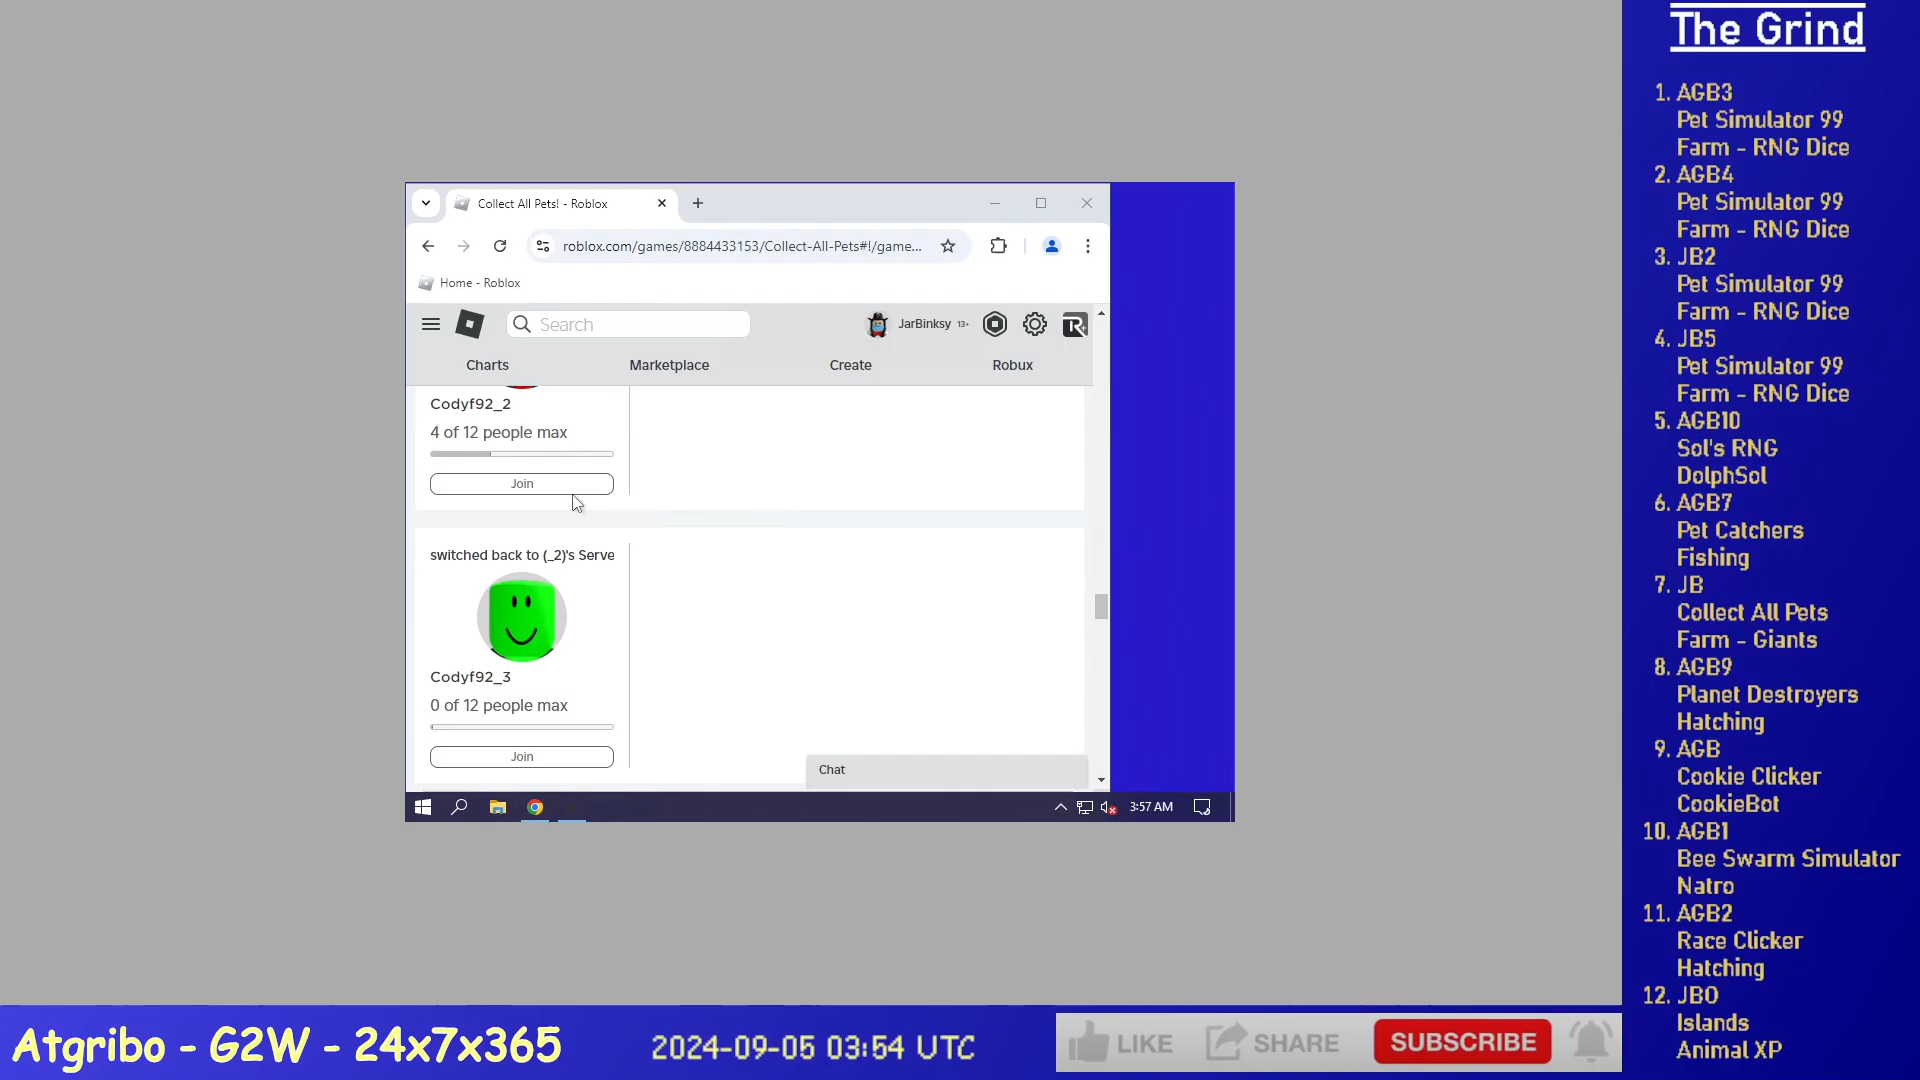 The Grind
1. AGB3
Pet Simulator 99
Farm - RNG Dice
2. AGB4
Pet Simulator 99
Farm - RNG Dice
3. JB2
Pet Simulator 99
Farm - RNG Dice
4. JB5
Pet Simulator 99
Farm - RNG Dice
5. AGB10
Sol's RNG
DolphSol
6. AGB7
Pet Catchers
Fishing
7. JB
Collect All Pets
Farm - Giants
8. AGB9
Planet Destroyers
Hatching
9. AGB
Cookie Clicker
CookieBot
10. AGB1
Bee Swarm Simulator
Natro
11. AGB2
Race Clicker
Hatching
12. JB0
Islands
Animal XP
Collect All Pets! - Roblox
roblox.com/games/8884433153/Collect-All-Pets#!/game...
Home - Roblox
Search
JarBinksy 13+
Charts Marketplace Create Robux
Codyf92_2
4 of 12 people max
Join
switched back to (_2)'s Serve
Codyf92_3
0 of 12 people max
Join
Chat
3:57 AM
Atgribo - G2W - 24x7x365
2024-09-05 03:54 UTC
LIKE SHARE SUBSCRIBE